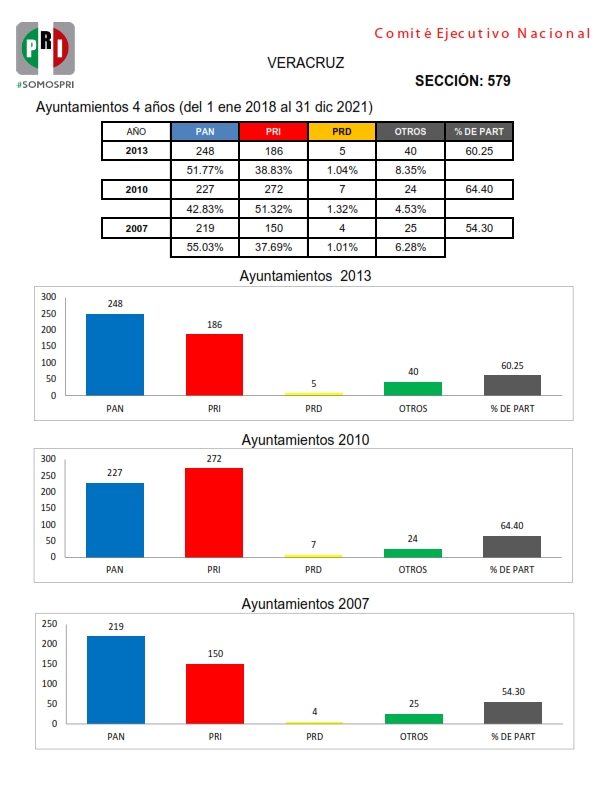 Comité Ejecutivo Nacional
PRI
#SOMOSPRI
VERACRUZ
SECCIÓN: 579
Ayuntamientos 4 años (del 1 ene 2018 al 31 dic 2021)
AÑO PAN PRI PRD OTROS % DE PART
2013 248 186 5 40 60.25
51.77% 38.83% 1.04% 8.35%
2010 227 272 7 24 64.40
42.83% 51.32% 1.32% 4.53%
2007 219 150 4 25 54.30
55.03% 37.69% 1.01% 6.28%
Ayuntamientos 2013
300
250
200
150
100
50
0
248
186
5
40
60.25
PAN PRI PRD OTROS % DE PART
Ayuntamientos 2010
300
250
200
150
100
50
0
227
272
7
24
64.40
PAN PRI PRD OTROS % DE PART
Ayuntamientos 2007
250
200
150
100
50
0
219
150
4
25
54.30
PAN PRI PRD OTROS % DE PART